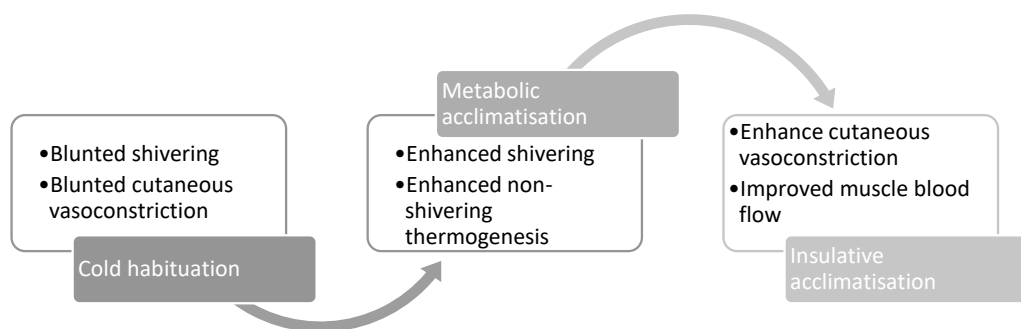 •Blunted shivering
•Blunted cutaneous
vasoconstriction
Cold habituation
Metabolic
acclimatisation
•Enhanced shivering
•Enhanced non-
shivering
thermogenesis
•Enhance cutaneous
vasoconstriction
•Improved muscle blood
flow
Insulative
acclimatisation